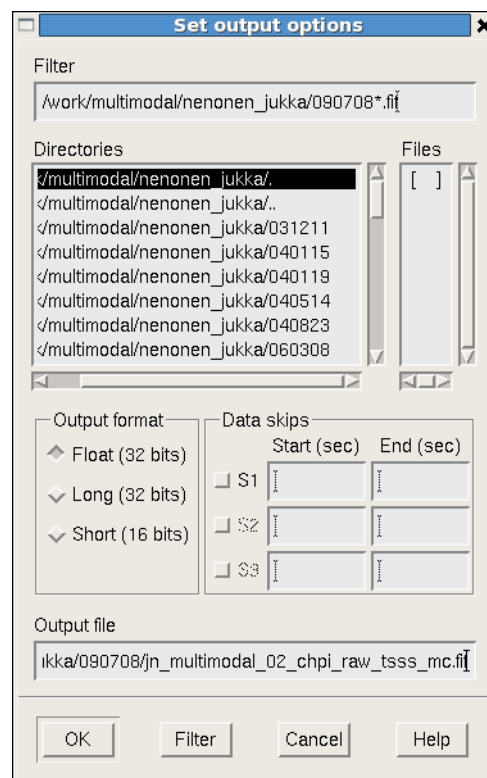 Set output options
Filter
/work/multimodal/nenonen_jukka/090708*.fif
Directories Files
/multimodal/nenonen_jukka/. [ ]
/multimodal/nenonen_jukka/..
/multimodal/nenonen_jukka/031211
/multimodal/nenonen_jukka/040115
/multimodal/nenonen_jukka/040119
/multimodal/nenonen_jukka/040514
/multimodal/nenonen_jukka/040823
/multimodal/nenonen_jukka/060308
Output format Data skips
Start (sec) End (sec)
Float (32 bits) S1
Long (32 bits) S2
Short (16 bits) S3
Output file
ukka/090708/jn_multimodal_02_chpi_raw_tsss_mc.fif
OK Filter Cancel Help